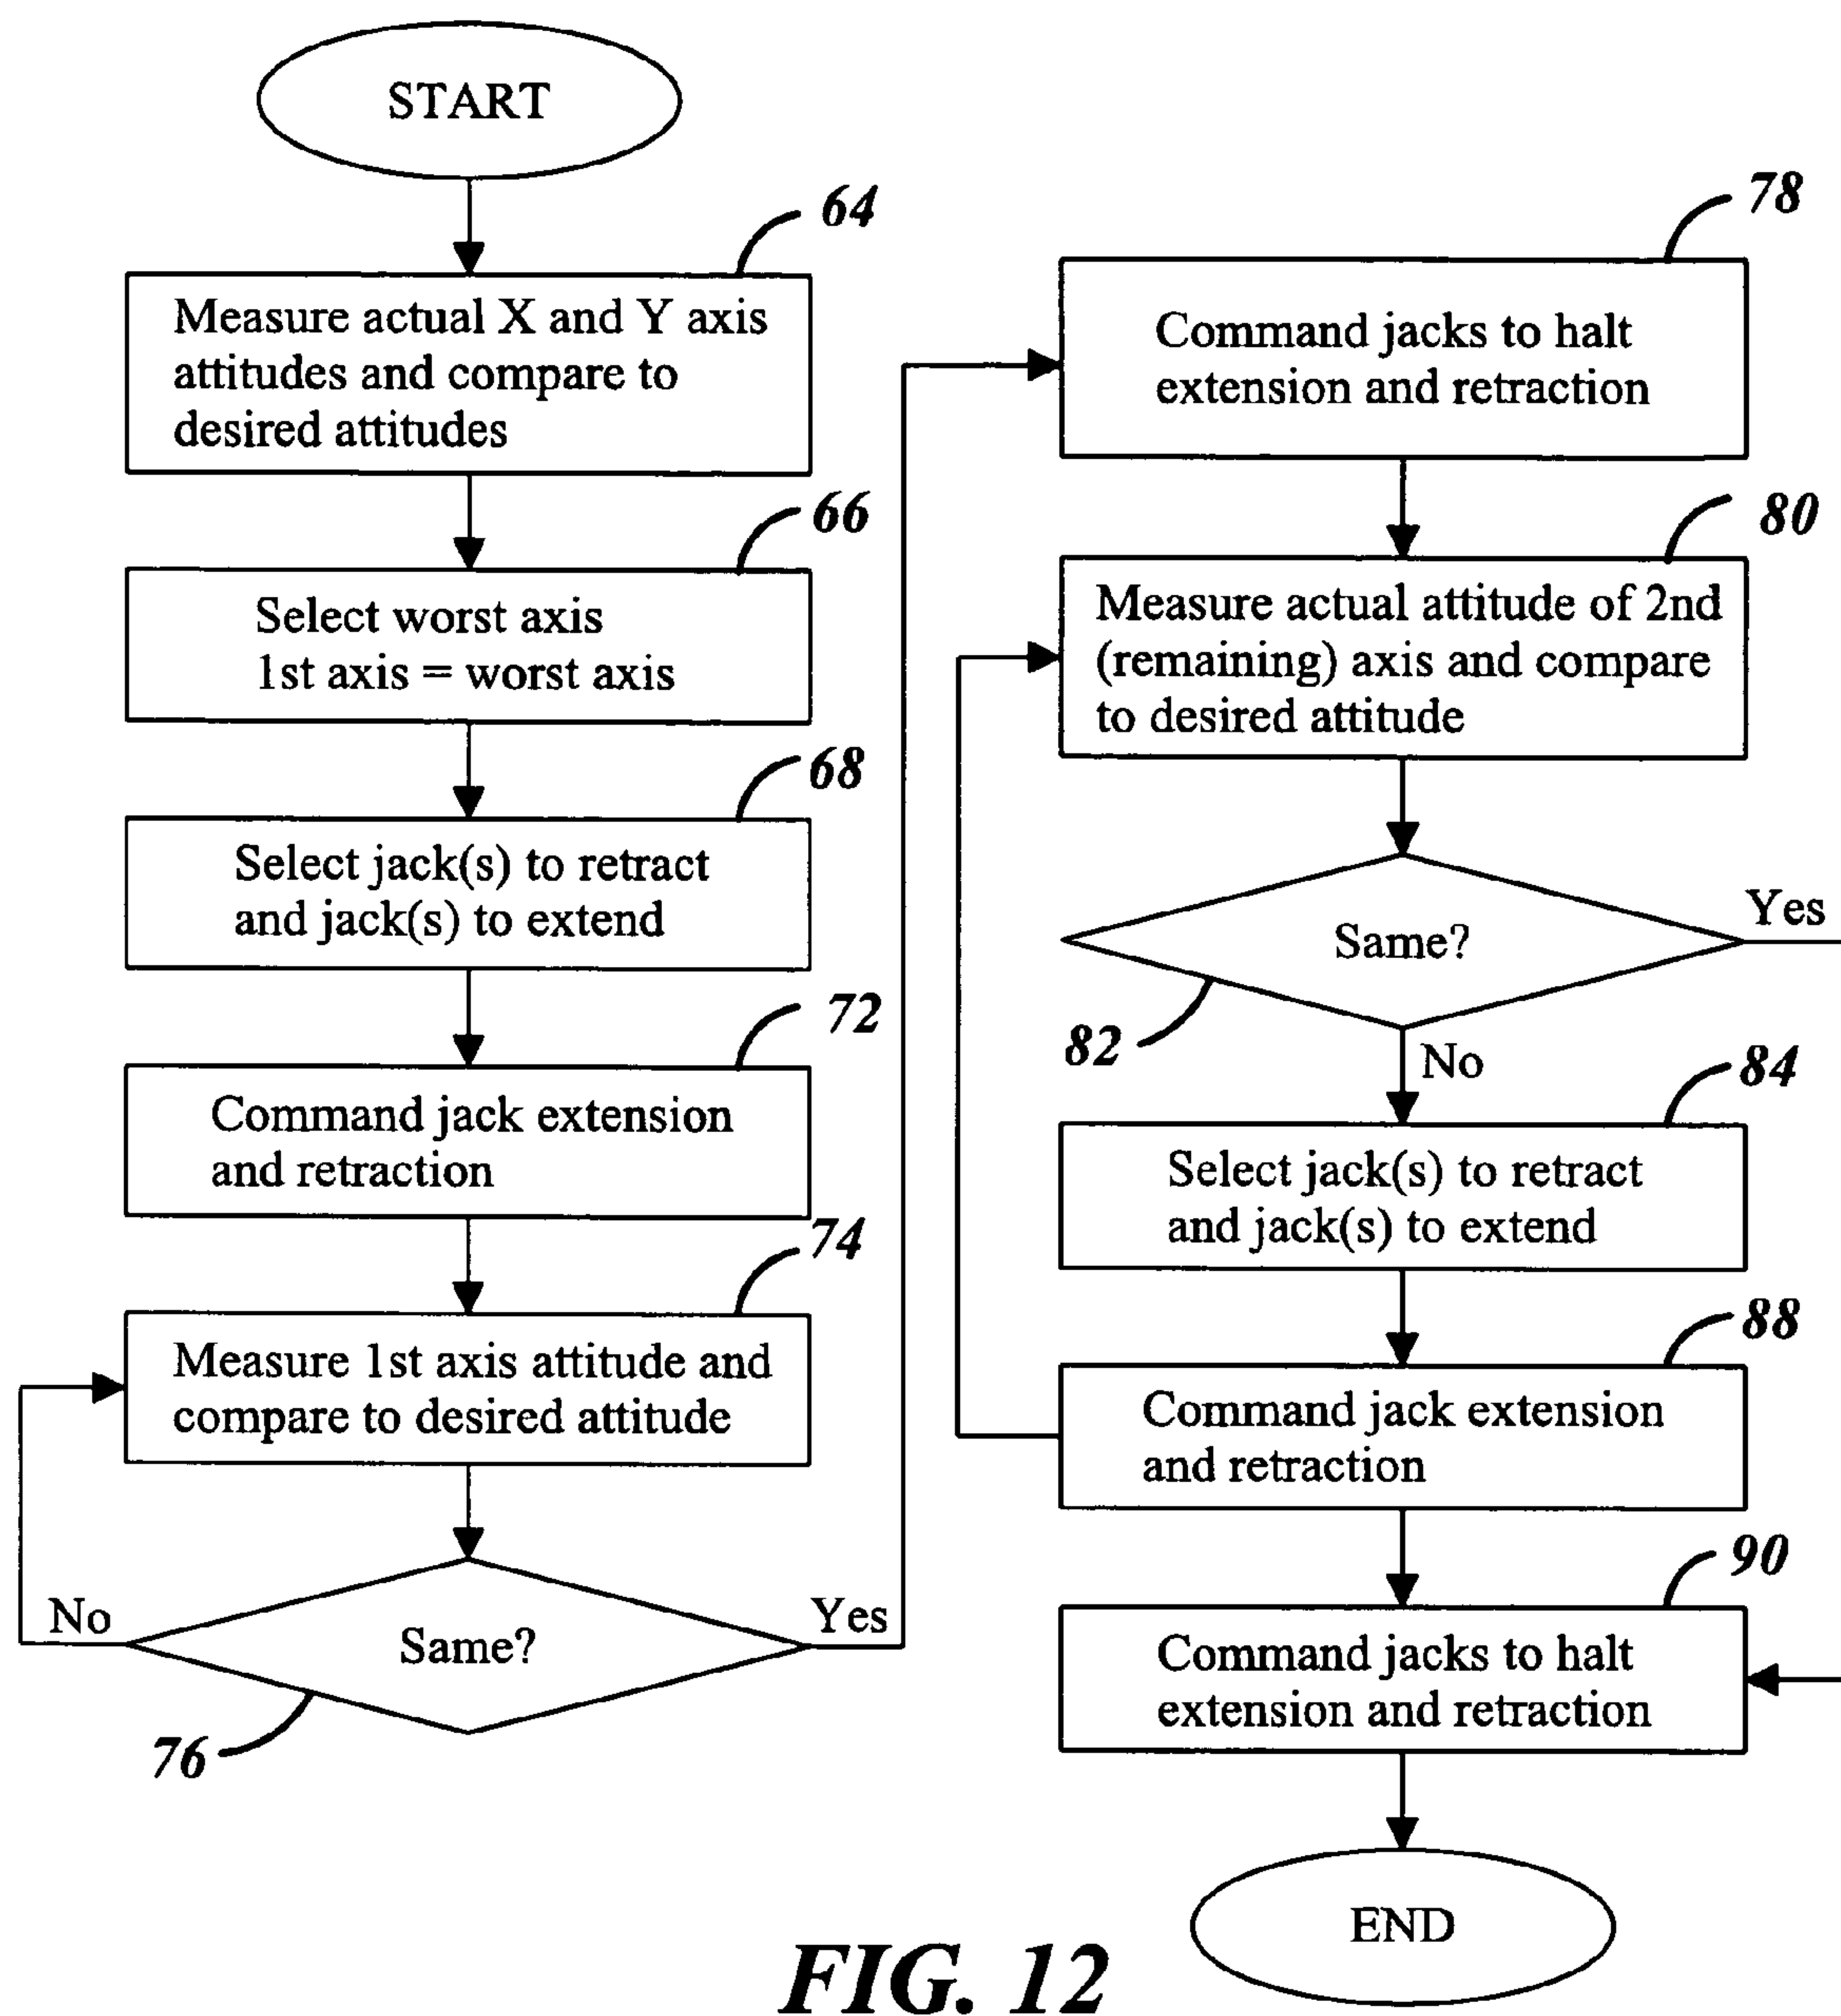 START
64
Measure actual X and Y axis
attitudes and compare to
desired attitudes
66
Select worst axis
1st axis = worst axis
68
Select jack(s) to retract
and jack(s) to extend
72
Command jack extension
and retraction
74
Measure 1st axis attitude and
compare to desired attitude
No
Same?
Yes
76
78
Command jacks to halt
extension and retraction
80
Measure actual attitude of 2nd
(remaining) axis and compare
to desired attitude
Same?
Yes
82
No
84
Select jack(s) to retract
and jack(s) to extend
88
Command jack extension
and retraction
90
Command jacks to halt
extension and retraction
END
FIG. 12